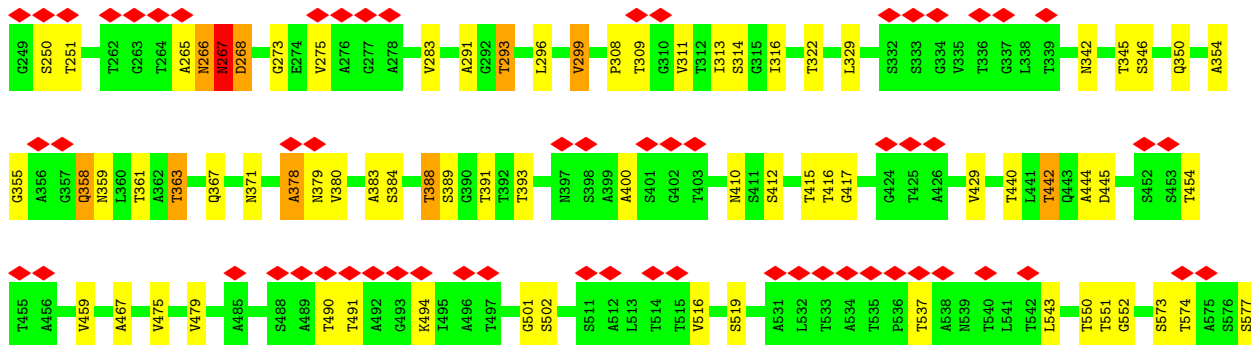 G249 S250 T251 T262 G263 T264 A265 N266 N267 D268 G273 E274 V275 A276 G277 A278 V283 A291 G292 T293 L296 V299 P308 T309 G310 V311 T312 I313 S314 G315 I316 T322 L329 S332 S333 G334 V335 T336 G337 L338 T339 N342 T345 S346 Q350 A354
G355 A356 G357 Q358 N359 L360 T361 A362 T363 Q367 N371 A378 N379 V380 A383 S384 T388 S389 G390 T391 T392 T393 N397 S398 A399 A400 S401 G402 T403 N410 S411 S412 T415 T416 G417 G424 T425 A426 V429 T440 L441 T442 Q443 A444 D445 S452 S453 T454
T455 A456 V459 A467 V475 V479 A485 S488 A489 T490 T491 A492 G493 K494 I495 A496 T497 G501 S502 S511 A512 L513 T514 T515 V516 S519 A531 L532 T533 A534 T535 P536 T537 A538 N539 T540 L541 T542 L543 T550 T551 G552 S573 T574 A575 S576 S577